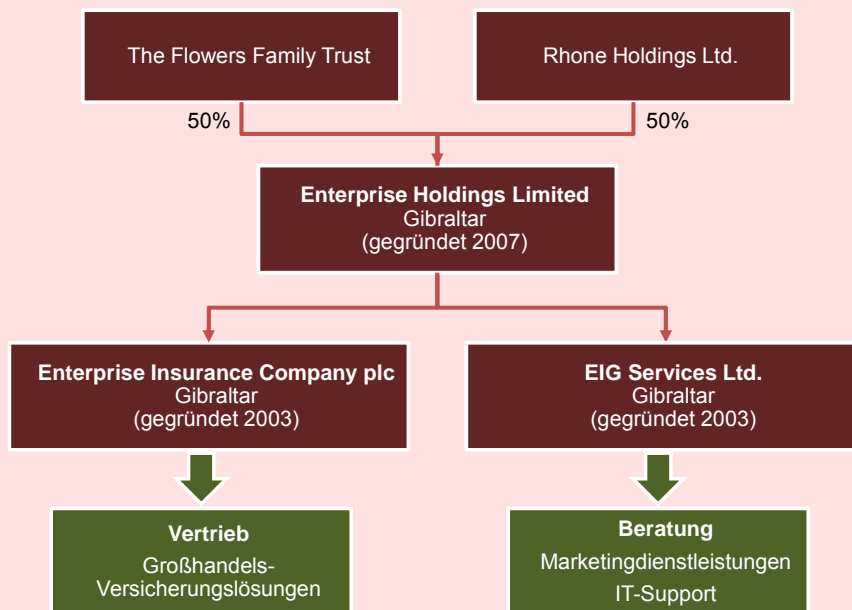 The Flowers Family Trust
Rhone Holdings Ltd.
50%
50%
Enterprise Holdings Limited
Gibraltar
(gegründet 2007)
Enterprise Insurance Company plc
Gibraltar
(gegründet 2003)
EIG Services Ltd.
Gibraltar
(gegründet 2003)
Vertrieb
Großhandels-
Versicherungslösungen
Beratung
Marketingdienstleistungen
IT-Support